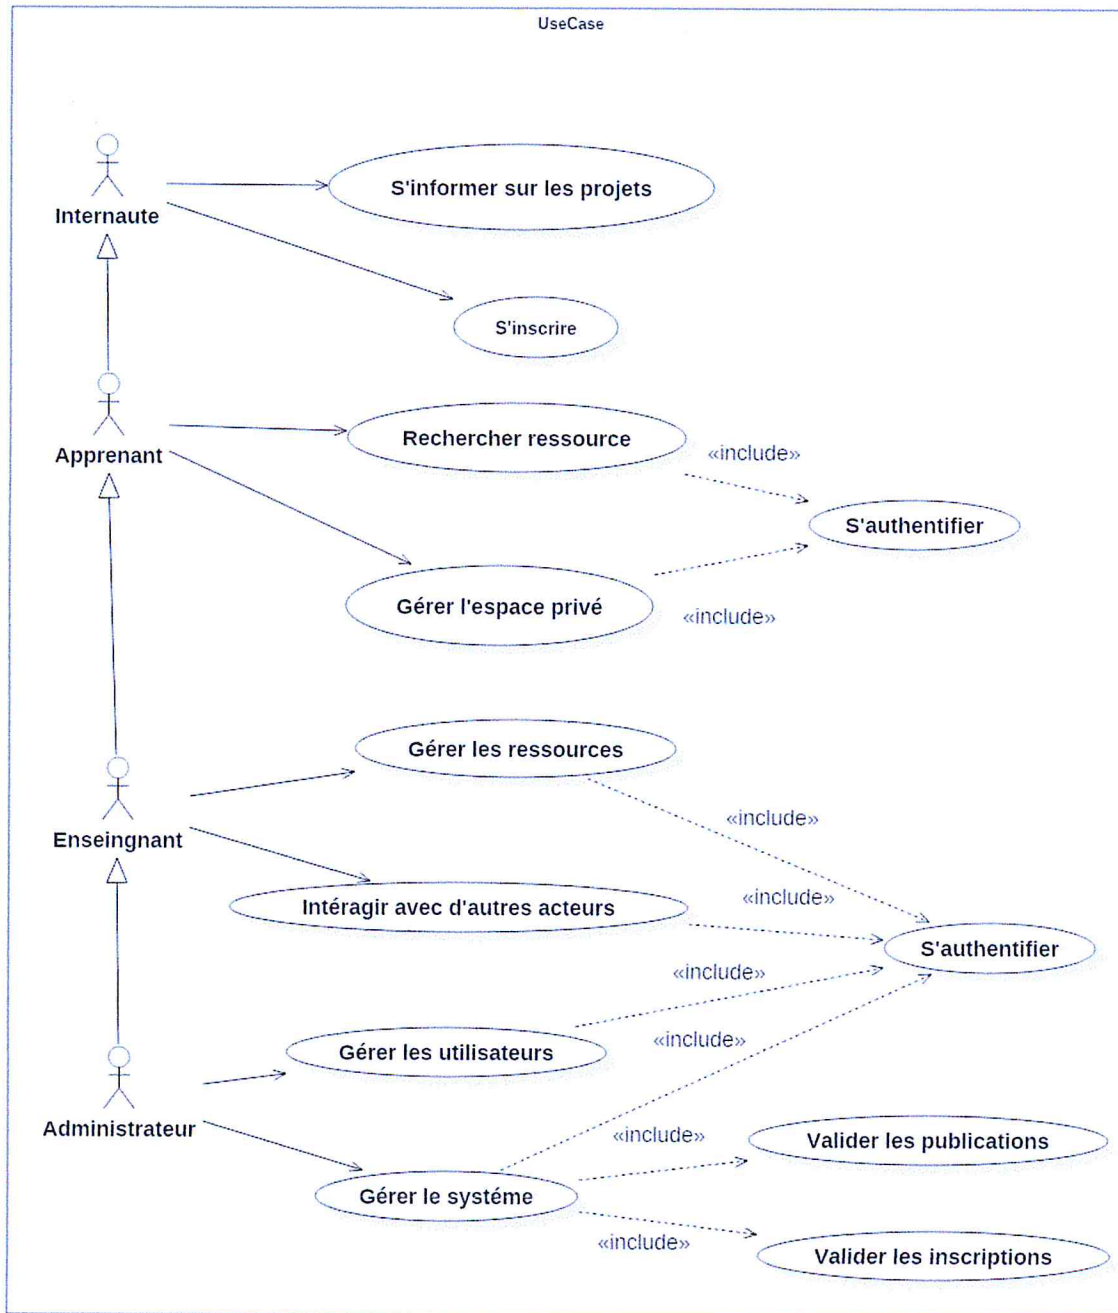 UseCase
S'informer sur les projets
Internaute
S'inscrire
Rechercher ressource
«include»
Apprenant
S'authentifier
Gérer l'espace privé
«include»
Gérer les ressources
«include»
Enseingnant
«include»
Intéragir avec d'autres acteurs
S'authentifier
«include»
«include»
Gérer les utilisateurs
Administrateur
«include»
Valider les publications
Gérer le systéme
«include»
Valider les inscriptions